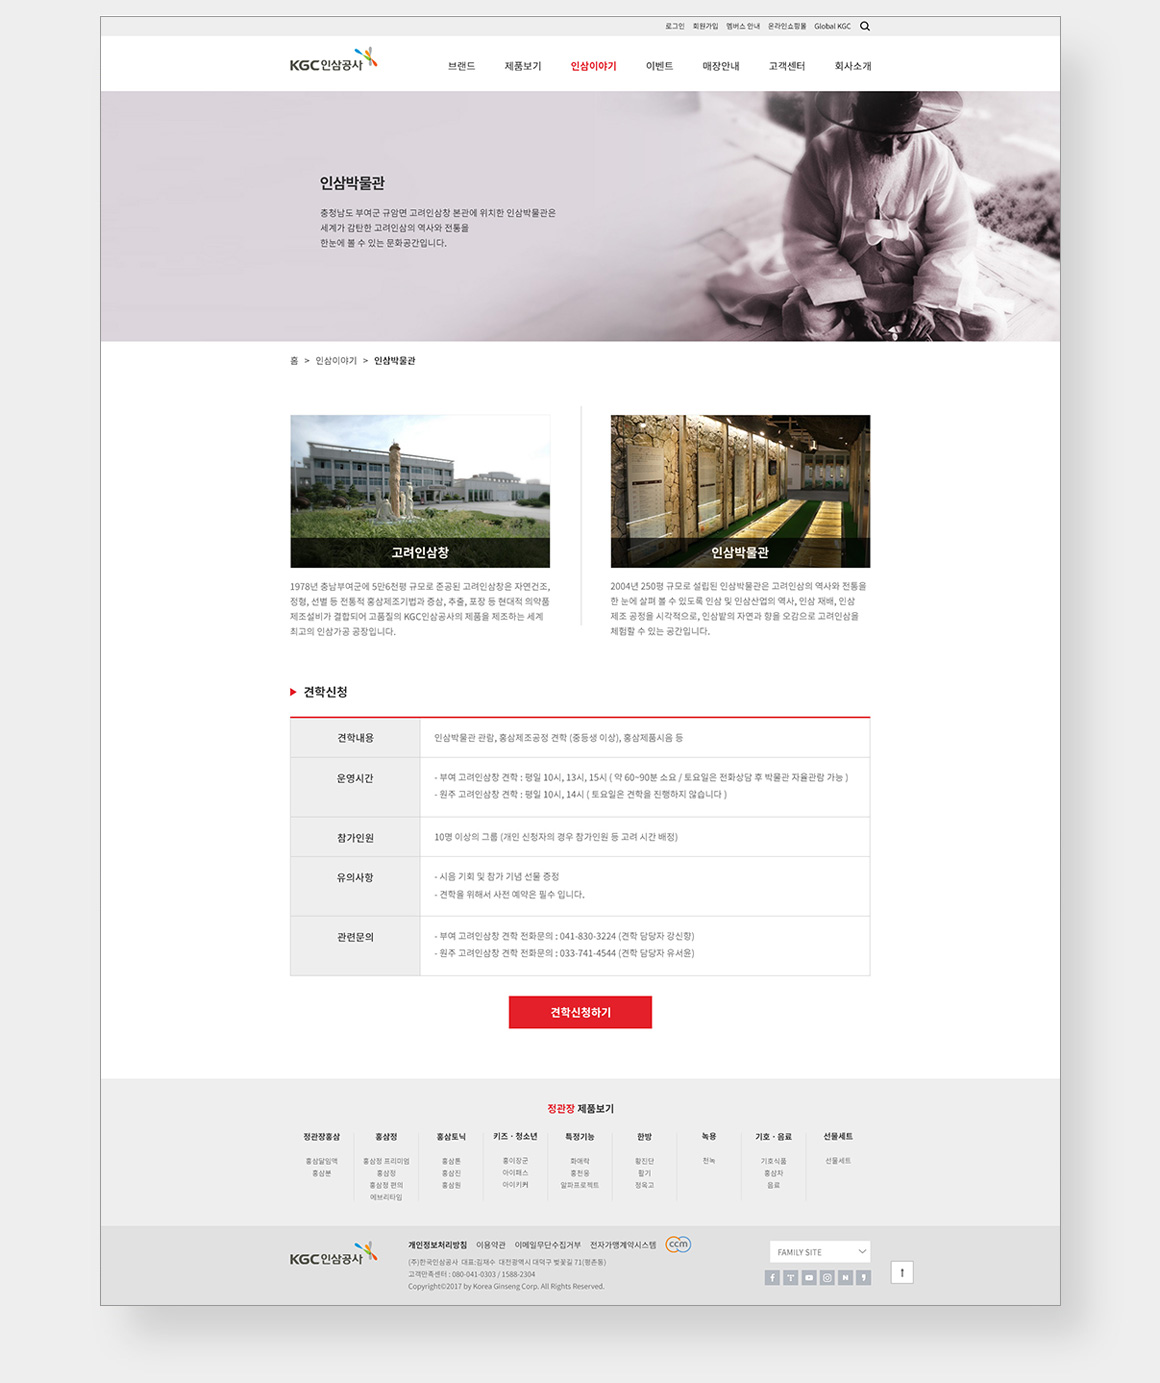 로그인 회원가입 멤버스 안내 온라인쇼핑몰 Global KGC
KGC인삼공사
브랜드 제품보기 인삼이야기 이벤트 매장안내 고객센터 회사소개
인삼박물관
충청남도 부여군 규암면 고려인삼창 본관에 위치한 인삼박물관은
세계가 감탄한 고려인삼의 역사와 전통을
한눈에 볼 수 있는 문화공간입니다.
홈 > 인삼이야기 > 인삼박물관
고려인삼창
1978년 충남부여군에 5만6천평 규모로 준공된 고려인삼창은 자연건조,
정형, 선별 등 전통적 홍삼제조기법과 증삼, 추출, 포장 등 현대적 의약품
제조설비가 결합되어 고품질의 KGC인삼공사의 제품을 제조하는 세계
최고의 인삼가공 공장입니다.
인삼박물관
2004년 250평 규모로 설립된 인삼박물관은 고려인삼의 역사와 전통을
한 눈에 살펴 볼 수 있도록 인삼 및 인삼산업의 역사, 인삼 재배, 인삼
제조 공정을 시각적으로, 인삼밭의 자연과 향을 오감으로 고려인삼을
체험할 수 있는 공간입니다.
견학신청
견학내용
인삼박물관 관람, 홍삼제조공정 견학 (중등생 이상), 홍삼제품시음 등
운영시간
- 부여 고려인삼창 견학 : 평일 10시, 13시, 15시 ( 약 60~90분 소요 / 토요일은 전화상담 후 박물관 자율관람 가능 )
- 원주 고려인삼창 견학 : 평일 10시, 14시 ( 토요일은 견학을 진행하지 않습니다 )
참가인원
10명 이상의 그룹 (개인 신청자의 경우 참가인원 등 고려 시간 배정)
유의사항
- 시음 기회 및 참가 기념 선물 증정
- 견학을 위해서 사전 예약은 필수 입니다.
관련문의
- 부여 고려인삼창 견학 전화문의 : 041-830-3224 (견학 담당자 강신향)
- 원주 고려인삼창 견학 전화문의 : 033-741-4544 (견학 담당자 유서윤)
견학신청하기
정관장 제품보기
정관장홍삼 홍삼정 홍삼토닉 키즈 · 청소년 특정기능 한방 녹용 기호 · 음료 선물세트
홍삼달임액 홍삼정 프리미엄 홍삼톤 홍이장군 화애락 황진단 천녹 기호식품 선물세트
홍삼분 홍삼정 홍삼진 아이패스 홍천웅 활기 홍삼차
홍삼정 편의 홍삼원 아이키커 알파프로젝트 정옥고 음료
에브리타임
KGC인삼공사
개인정보처리방침 이용약관 이메일무단수집거부 전자가맹계약시스템 ccm
(주)한국인삼공사 대표:김재수 대전광역시 대덕구 벚꽃길 71(평촌동)
고객만족센터 : 080-041-0303 / 1588-2304
Copyright©2017 by Korea Ginseng Corp. All Rights Reserved.
FAMILY SITE